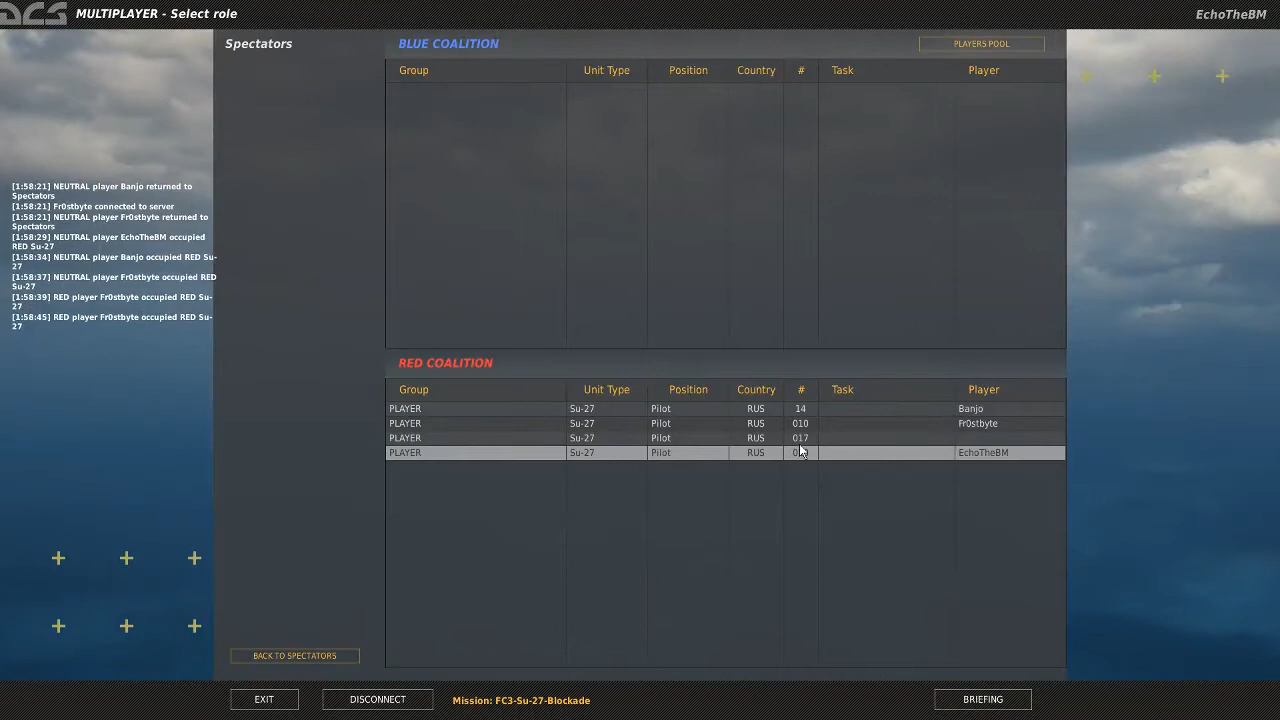 DCS MULTIPLAYER - Select role EchoTheBM
Spectators
BLUE COALITION PLAYERS POOL
Group Unit Type Position Country # Task Player
[1:58:21] NEUTRAL player Banjo returned to
Spectators
[1:58:21] Fr0stbyte connected to server
[1:58:21] NEUTRAL player Fr0stbyte returned to
Spectators
[1:58:29] NEUTRAL player EchoTheBM occupied
RED Su-27
[1:58:34] NEUTRAL player Banjo occupied RED Su-
27
[1:58:37] NEUTRAL player Fr0stbyte occupied RED
Su-27
[1:58:39] RED player Fr0stbyte occupied RED Su-
27
[1:58:45] RED player Fr0stbyte occupied RED Su-
27
RED COALITION
Group Unit Type Position Country # Task Player
PLAYER Su-27 Pilot RUS 14 Banjo
PLAYER Su-27 Pilot RUS 010 Fr0stbyte
PLAYER Su-27 Pilot RUS 017
PLAYER Su-27 Pilot RUS EchoTheBM
BACK TO SPECTATORS
EXIT DISCONNECT Mission: FC3-Su-27-Blockade BRIEFING